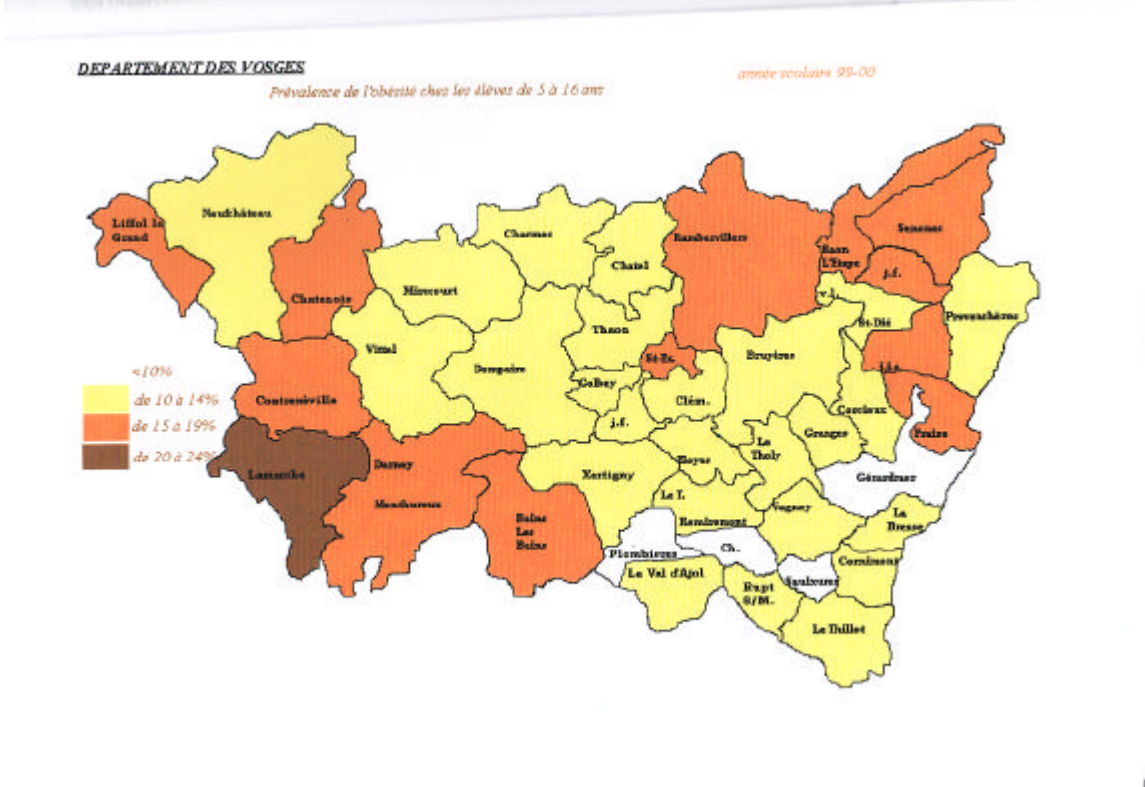 DEPARTEMENT DES VOSGES
année scolaire 99-00
Prévalence de l'obésité chez les élèves de 5 à 16 ans
Liffol le
Grand
Neufchâteau
Chatenois
Mirecourt
Charmes
Chatel
Rambervillers
Raon
L'Etape
Senones
j.f.
v.j.
St-Dié
Provenchères
j.f.
Vittel
Dompaire
Thaon
St-Ex.
Bruyères
Golbey
Clém.
j.f.
Corcieux
Fraize
Contrexéville
<10%
de 10 à 14%
de 15 à 19%
de 20 à 24%
Lamarche
Darney
Monthureux
Bains
Les
Bains
Xertigny
Eloyes
Le
Tholy
Granges
Gérardmer
Le T.
Remiremont
Vagney
La
Bresse
Plombières
Ch.
Saulxures
Cornimont
Le Val d'Ajol
Rupt
S/M.
Le Thillot